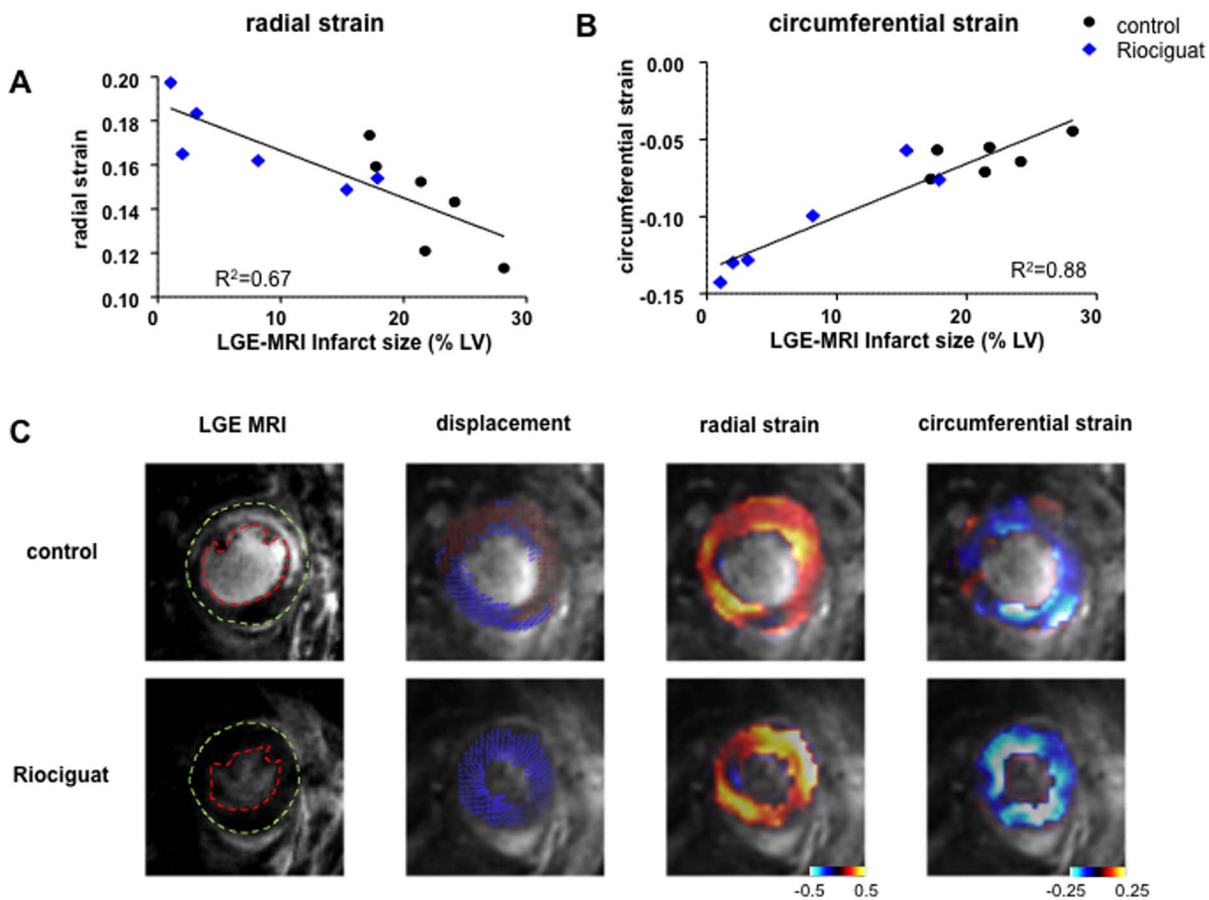 radial strain
circumferential strain
control
Riociguat
A
B
radial strain
0.20
0.18
0.16
0.14
0.12
0.10
R²=0.67
0
10
20
30
LGE-MRI Infarct size (% LV)
circumferential strain
0.00
-0.05
-0.10
-0.15
R²=0.88
0
10
20
30
LGE-MRI Infarct size (% LV)
C
LGE MRI
displacement
radial strain
circumferential strain
control
Riociguat
-0.5
0.5
-0.25
0.25